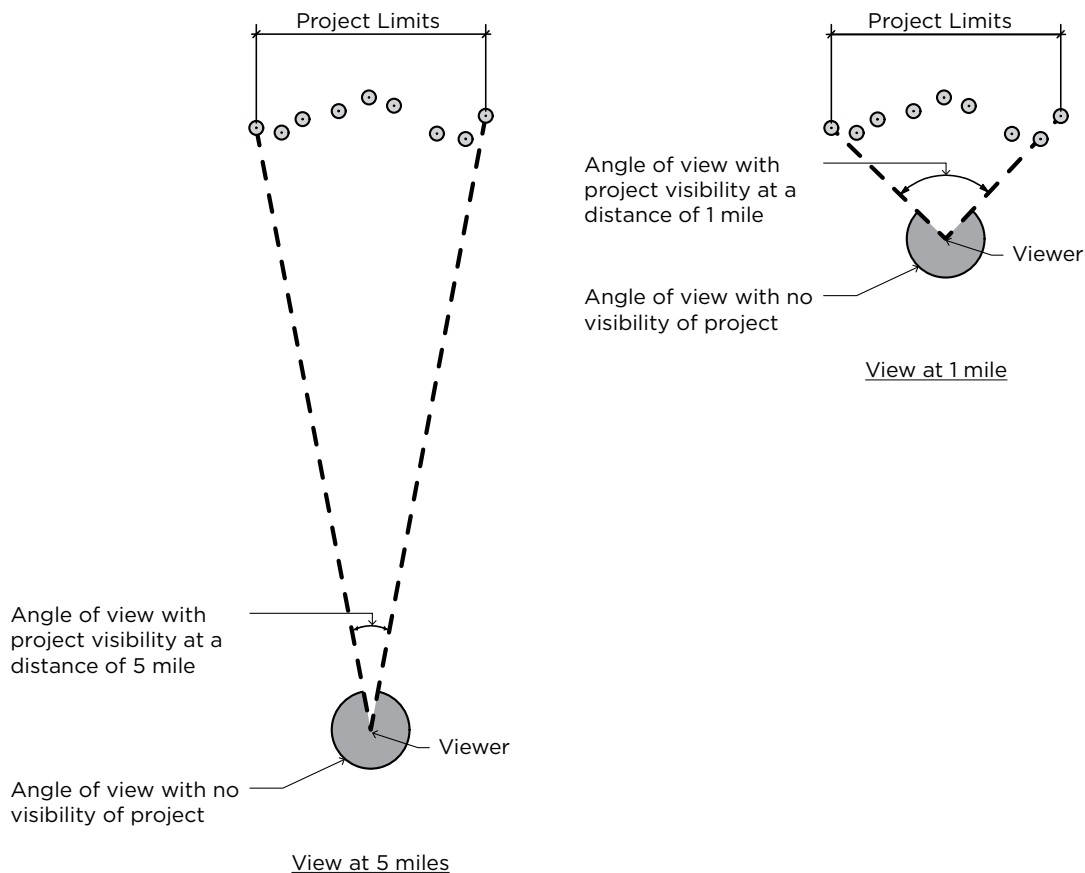 Project Limits
Angle of view with
project visibility at a
distance of 5 mile
Viewer
Angle of view with no
visibility of project
View at 5 miles
Project Limits
Angle of view with
project visibility at a
distance of 1 mile
Viewer
Angle of view with no
visibility of project
View at 1 mile